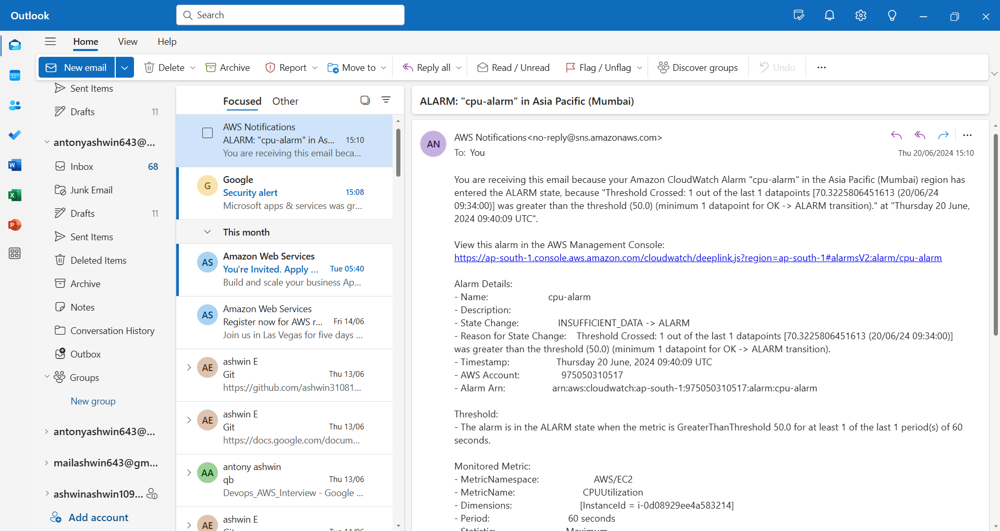 Outlook
Search
Home View Help
New email Delete Archive Report Move to Reply all Read / Unread Flag / Unflag Discover groups Undo
Sent Items
Drafts 11
antonyashwin643@...
Inbox 68
Junk Email
Drafts 11
Sent Items
Deleted Items
Archive
Notes
Conversation History
Outbox
Groups
New group
antonyashwin643@...
mailashwin643@gm...
ashwinashwin109...
Add account
Focused Other
AWS Notifications
ALARM: "cpu-alarm" in As... 15:10
You are receiving this email beca...
G
Google
Security alert 15:08
Microsoft apps & services was gr...
This month
AS
Amazon Web Services
You're Invited. Apply ... Tue 05:40
Build and scale your business Ap...
AS
Amazon Web Services
Register now for AWS r... Fri 14/06
Join us in Las Vegas for five days ...
AE
ashwin E
Git Thu 13/06
https://github.com/ashwin31081...
AE
ashwin E
Git Thu 13/06
https://docs.google.com/docum...
AA
antony ashwin
qb Thu 13/06
Devops_AWS_Interview - Google ...
AE
ashwin E
ALARM: "cpu-alarm" in Asia Pacific (Mumbai)
AN
AWS Notifications<no-reply@sns.amazonaws.com>
To: You
Thu 20/06/2024 15:10
You are receiving this email because your Amazon CloudWatch Alarm "cpu-alarm" in the Asia Pacific (Mumbai) region has
entered the ALARM state, because "Threshold Crossed: 1 out of the last 1 datapoints [70.3225806451613 (20/06/24
09:34:00)] was greater than the threshold (50.0) (minimum 1 datapoint for OK -> ALARM transition)." at "Thursday 20 June,
2024 09:40:09 UTC".
View this alarm in the AWS Management Console:
https://ap-south-1.console.aws.amazon.com/cloudwatch/deeplink.js?region=ap-south-1#alarmsV2:alarm/cpu-alarm
Alarm Details:
- Name: cpu-alarm
- Description:
- State Change: INSUFFICIENT_DATA -> ALARM
- Reason for State Change: Threshold Crossed: 1 out of the last 1 datapoints [70.3225806451613 (20/06/24 09:34:00)]
was greater than the threshold (50.0) (minimum 1 datapoint for OK -> ALARM transition).
- Timestamp: Thursday 20 June, 2024 09:40:09 UTC
- AWS Account: 975050310517
- Alarm Arn: arn:aws:cloudwatch:ap-south-1:975050310517:alarm:cpu-alarm
Threshold:
- The alarm is in the ALARM state when the metric is GreaterThanThreshold 50.0 for at least 1 of the last 1 period(s) of 60
seconds.
Monitored Metric:
- MetricNamespace: AWS/EC2
- MetricName: CPUUtilization
- Dimensions: [InstanceId = i-0d08929ee4a583214]
- Period: 60 seconds
- Statistic: Maximum